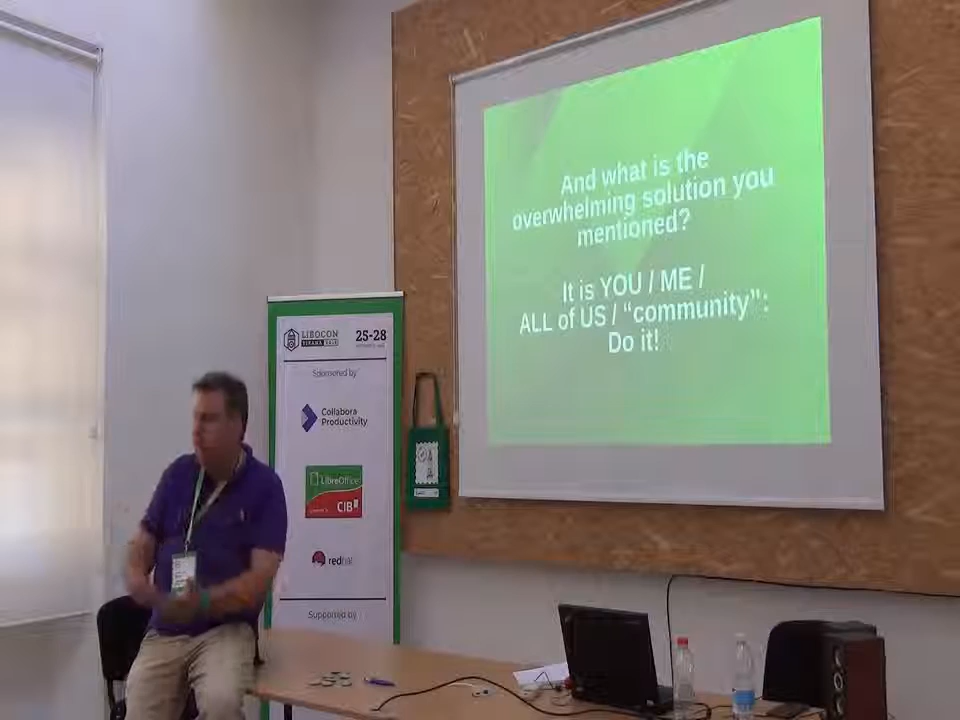 And what is the
overwhelming solution you
mentioned?
It is YOU / ME /
ALL of US / “community”:
Do it!
LIBOCON
25-28
Sponsored by
Collabora
Productivity
LibreOffice
CIB
redhat
Supported by